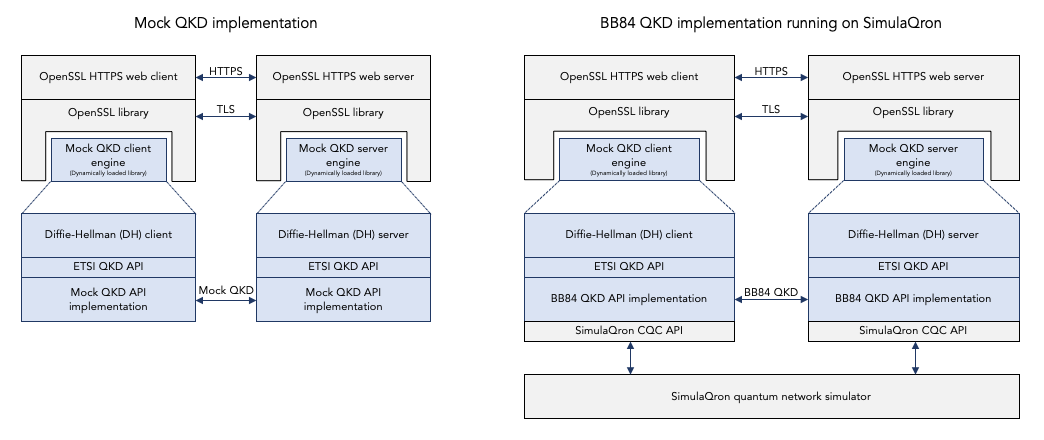 Mock QKD implementation
OpenSSL HTTPS web client
HTTPS
OpenSSL HTTPS web server
OpenSSL library
TLS
OpenSSL library
Mock QKD client
engine
(Dynamically loaded library)
Mock QKD server
engine
(Dynamically loaded library)
Diffie-Hellman (DH) client
Diffie-Hellman (DH) server
ETSI QKD API
ETSI QKD API
Mock QKD API
implementation
Mock QKD
Mock QKD API
implementation
BB84 QKD implementation running on SimulaQron
OpenSSL HTTPS web client
HTTPS
OpenSSL HTTPS web server
OpenSSL library
TLS
OpenSSL library
Mock QKD client
engine
(Dynamically loaded library)
Mock QKD server
engine
(Dynamically loaded library)
Diffie-Hellman (DH) client
Diffie-Hellman (DH) server
ETSI QKD API
ETSI QKD API
BB84 QKD API implementation
BB84 QKD
BB84 QKD API implementation
SimulaQron CQC API
SimulaQron CQC API
SimulaQron quantum network simulator